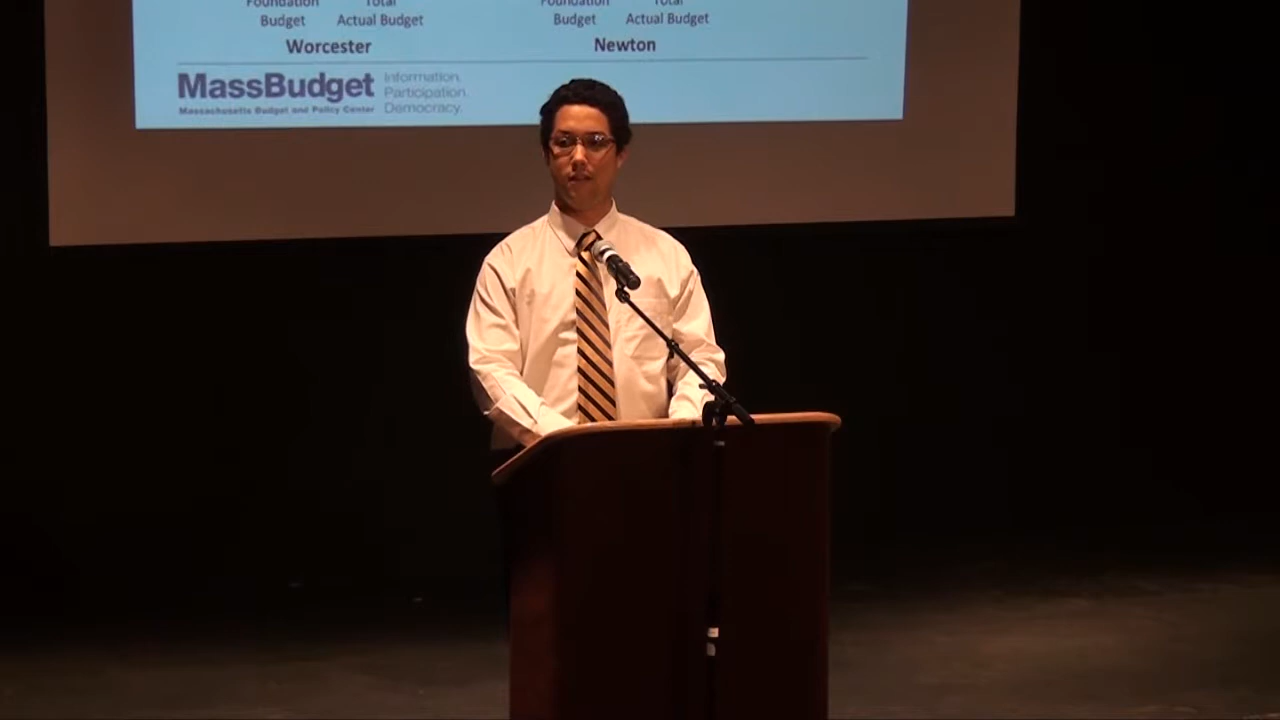 Foundation Total
Budget Actual Budget
Worcester
Foundation Total
Budget Actual Budget
Newton
MassBudget
Massachusetts Budget and Policy Center
Information.
Participation.
Democracy.